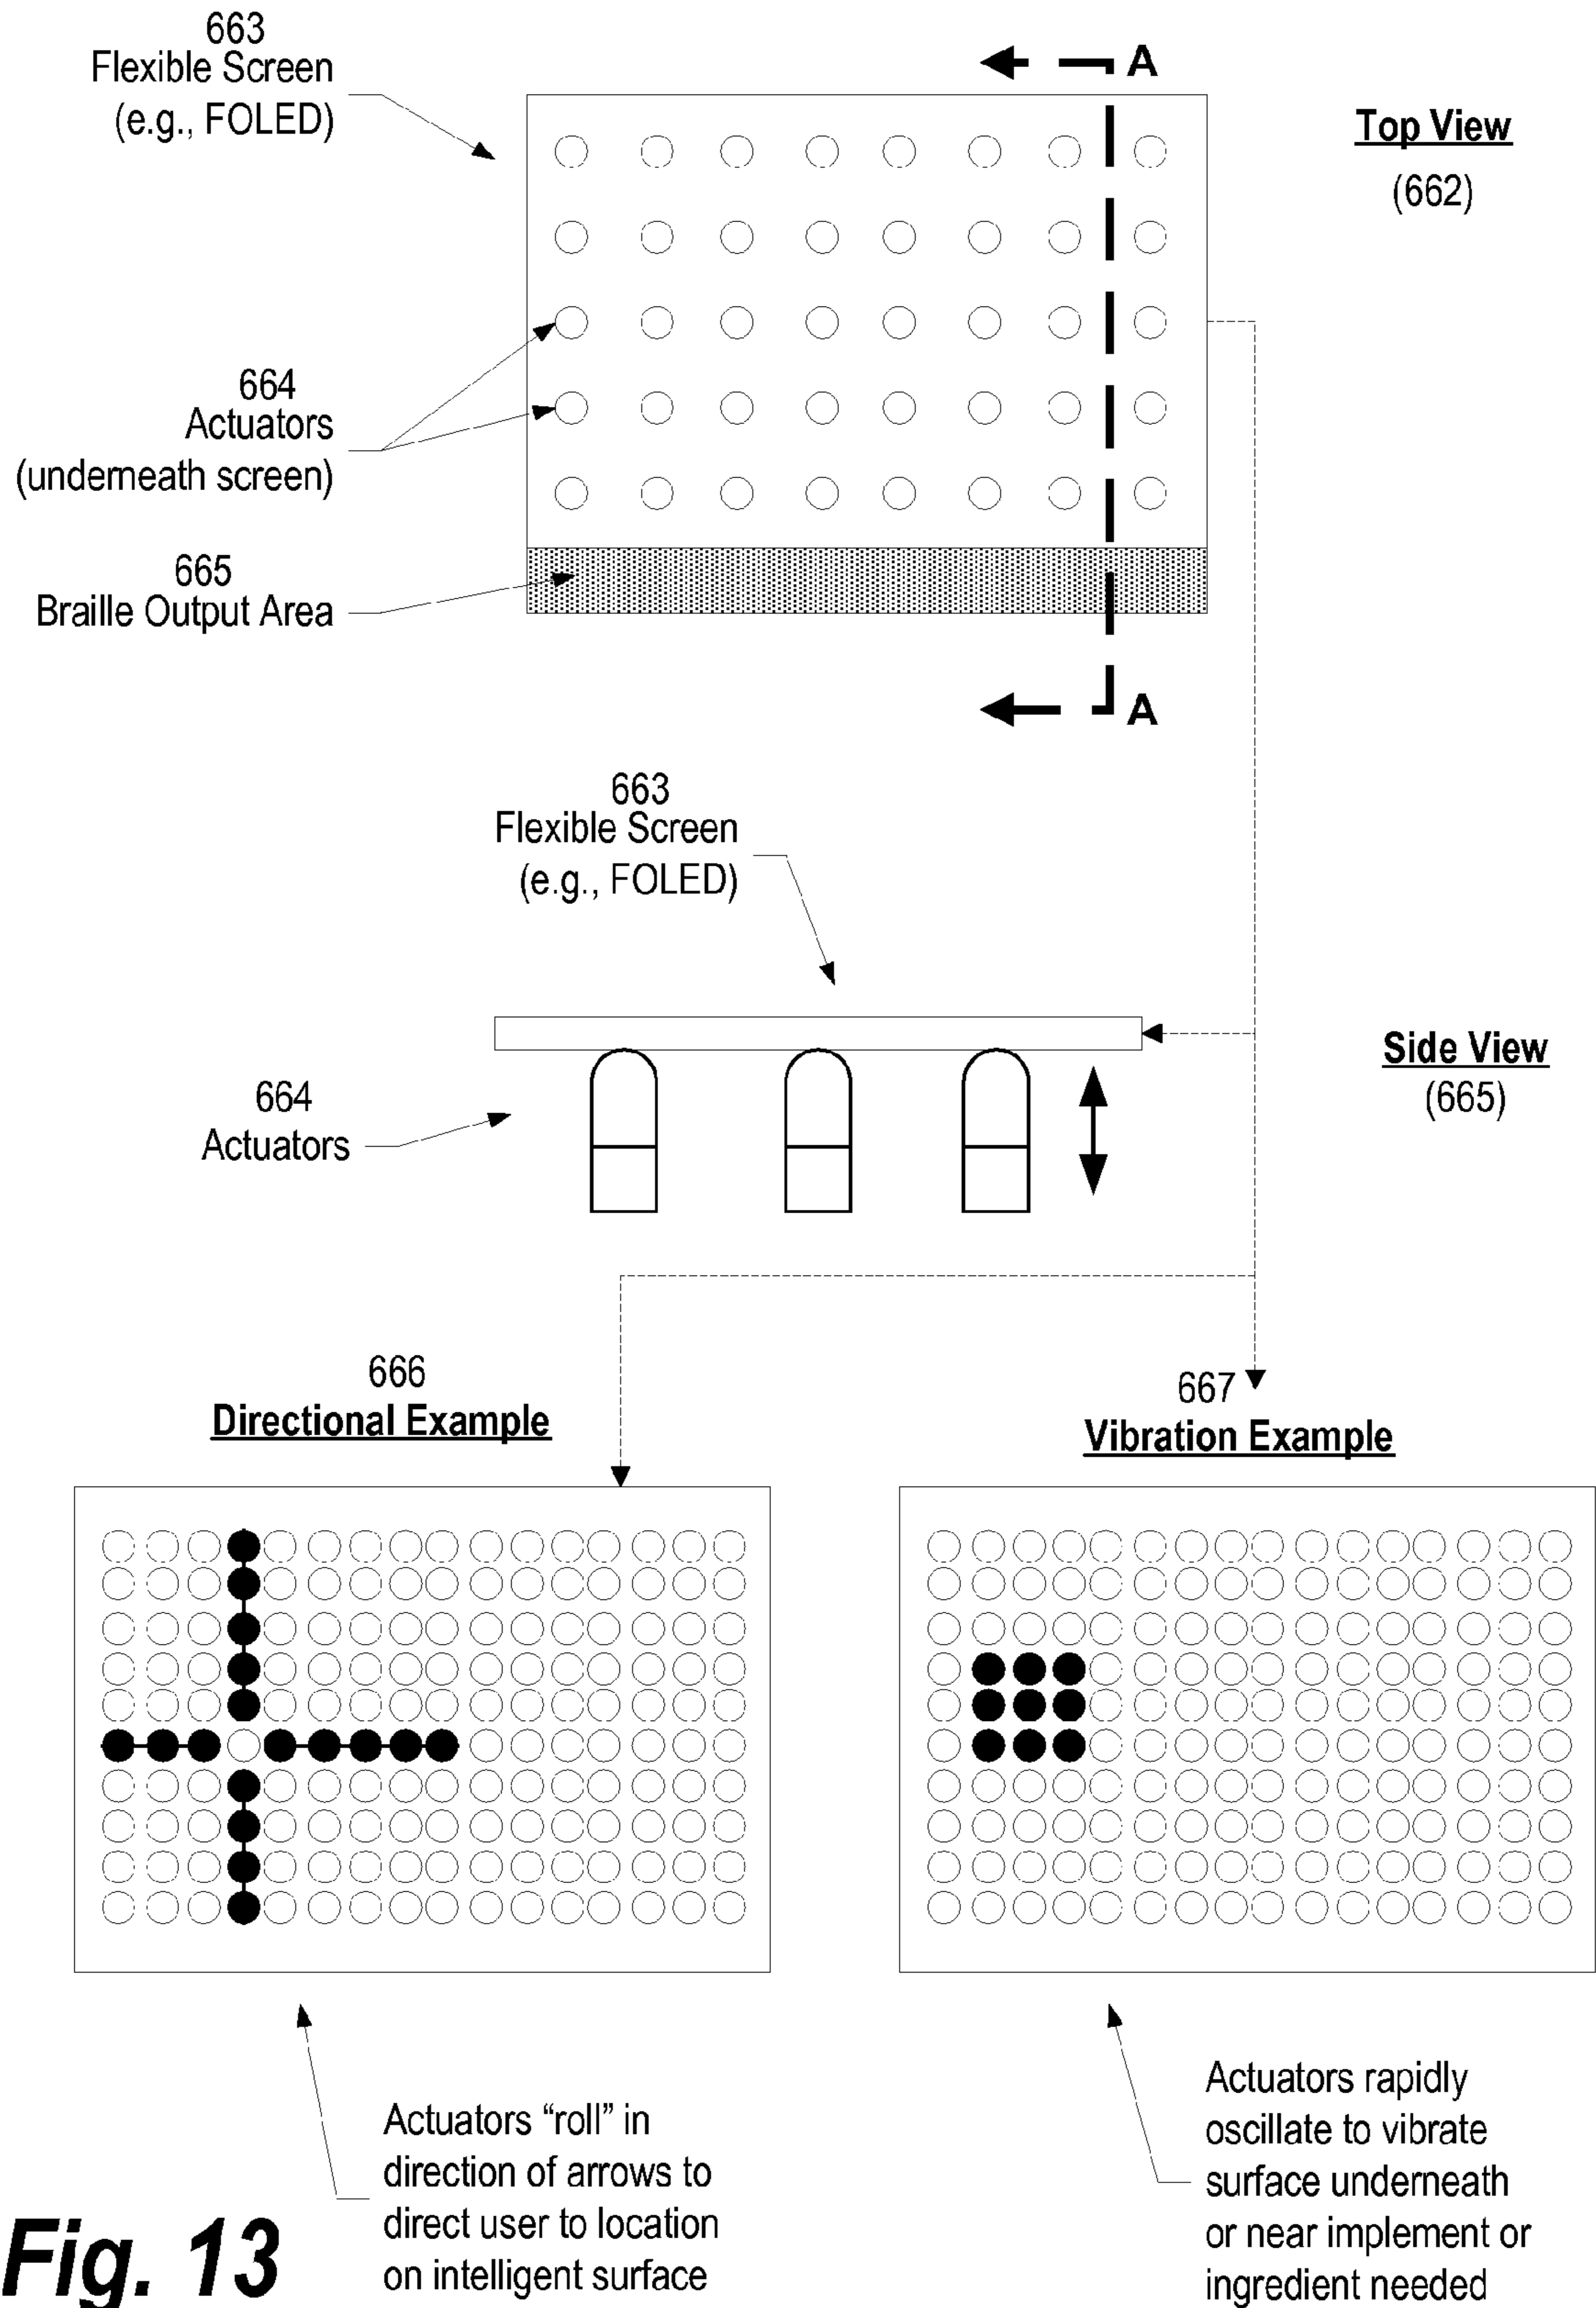 663
Flexible Screen
(e.g., FOLED)
A
Top View
(662)
664
Actuators
(underneath screen)
665
Braille Output Area
A
663
Flexible Screen
(e.g., FOLED)
Side View
(665)
664
Actuators
666
Directional Example
667
Vibration Example
Actuators “roll” in
direction of arrows to
direct user to location
on intelligent surface
Actuators rapidly
oscillate to vibrate
surface underneath
or near implement or
ingredient needed
Fig. 13